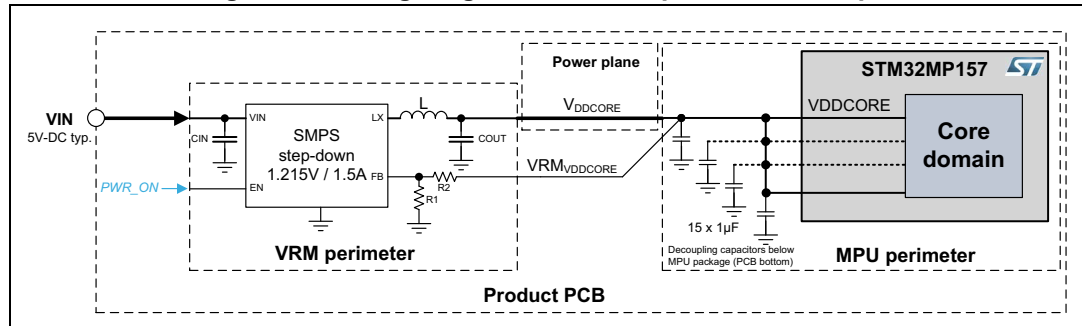 Power plane
STM32MP157
VIN
5V-DC typ.
VIN
LX
L
VDDCORE
VDDCORE
CIN
SMPS
step-down
1.215V / 1.5A
COUT
Core
domain
VRMVDDCORE
PWR_ON
EN
FB
R2
R1
15 x 1µF
VRM perimeter
Decoupling capacitors below
MPU package (PCB bottom)
MPU perimeter
Product PCB